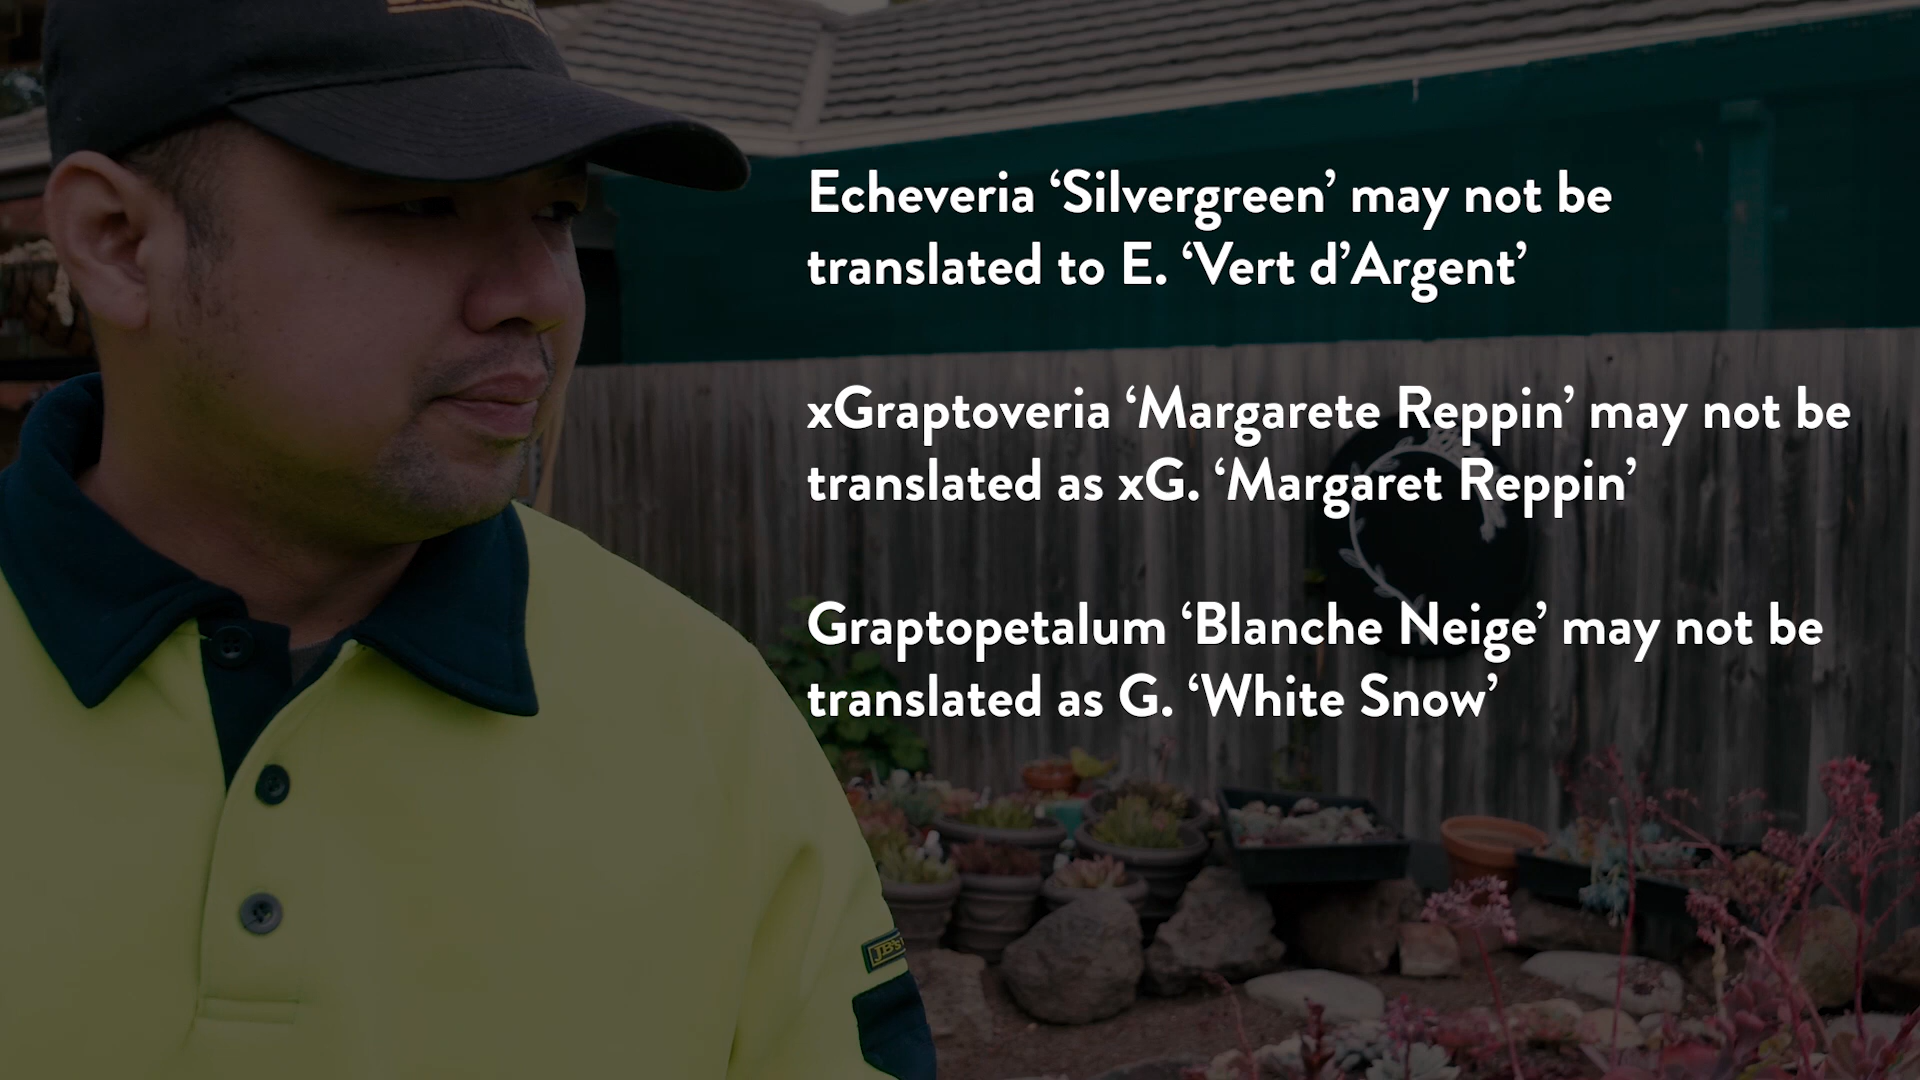 Echeveria ‘Silvergreen’ may not be
translated to E. ‘Vert d’Argent’
xGraptoveria ‘Margarete Reppin’ may not be
translated as xG. ‘Margaret Reppin’
Graptopetalum ‘Blanche Neige’ may not be
translated as G. ‘White Snow’
JB's